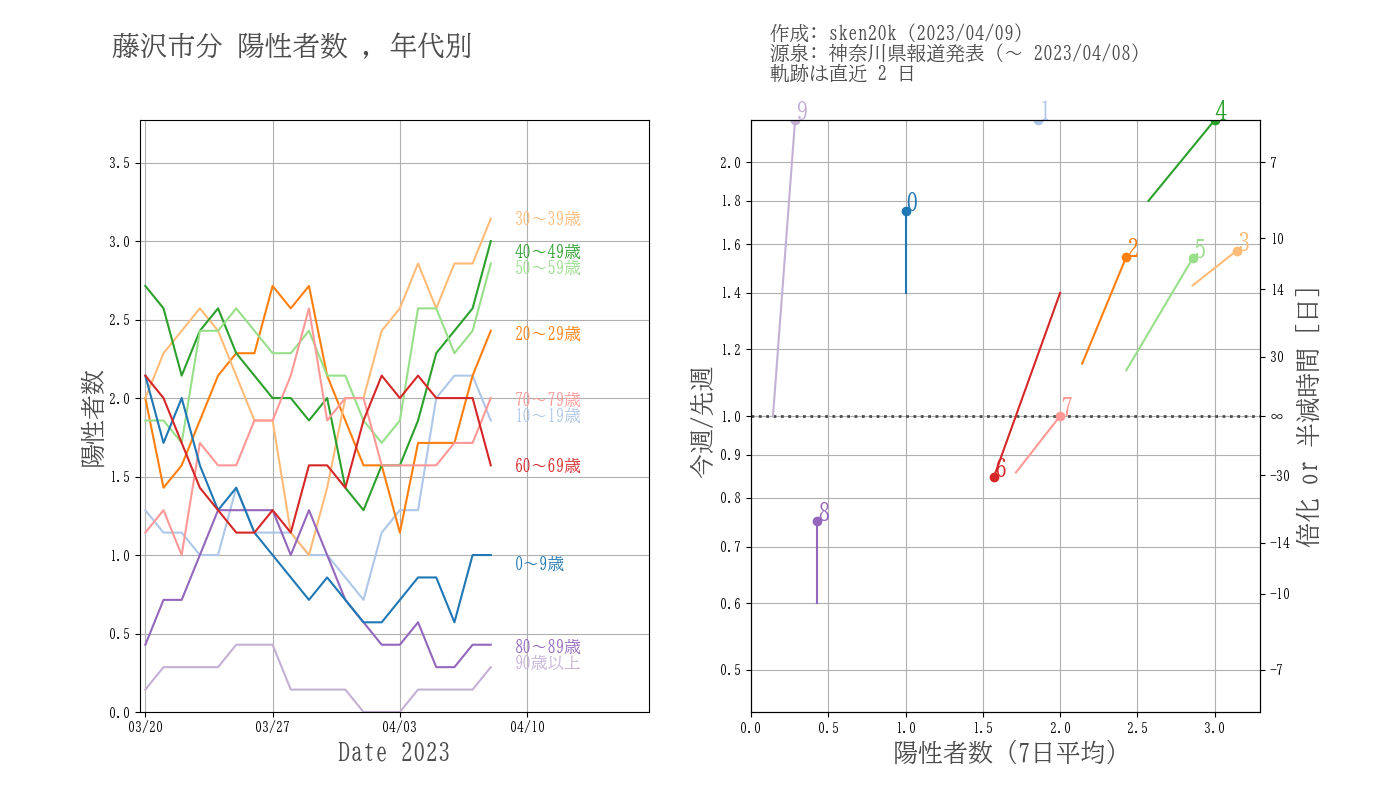 藤沢市分 陽性者数 , 年代別
作成: sken20k (2023/04/09)
源泉: 神奈川県報道発表 (～ 2023/04/08)
軌跡は直近 2 日
陽性者数
3.5
3.0
2.5
2.0
1.5
1.0
0.5
0.0
03/20
03/27
04/03
04/10
Date 2023
30～39歳
40～49歳
50～59歳
20～29歳
70～79歳
10～19歳
60～69歳
0～9歳
80～89歳
90歳以上
今週/先週
2.0
1.8
1.6
1.4
1.2
1.0
0.9
0.8
0.7
0.6
0.5
9
1
4
0
2
5
3
7
6
8
0.0
0.5
1.0
1.5
2.0
2.5
3.0
陽性者数 (7日平均)
7
10
14
30
∞
−30
−14
−10
−7
倍化 or 半減時間 [日]